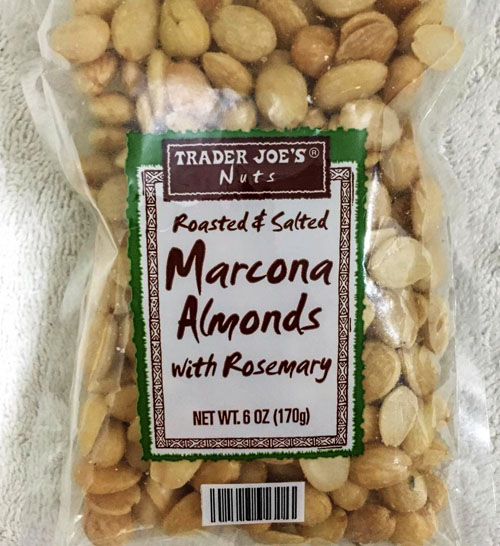 TRADER JOE'S®
Nuts
Roasted & Salted
Marcona
Almonds
with Rosemary
NET WT. 6 OZ (170g)